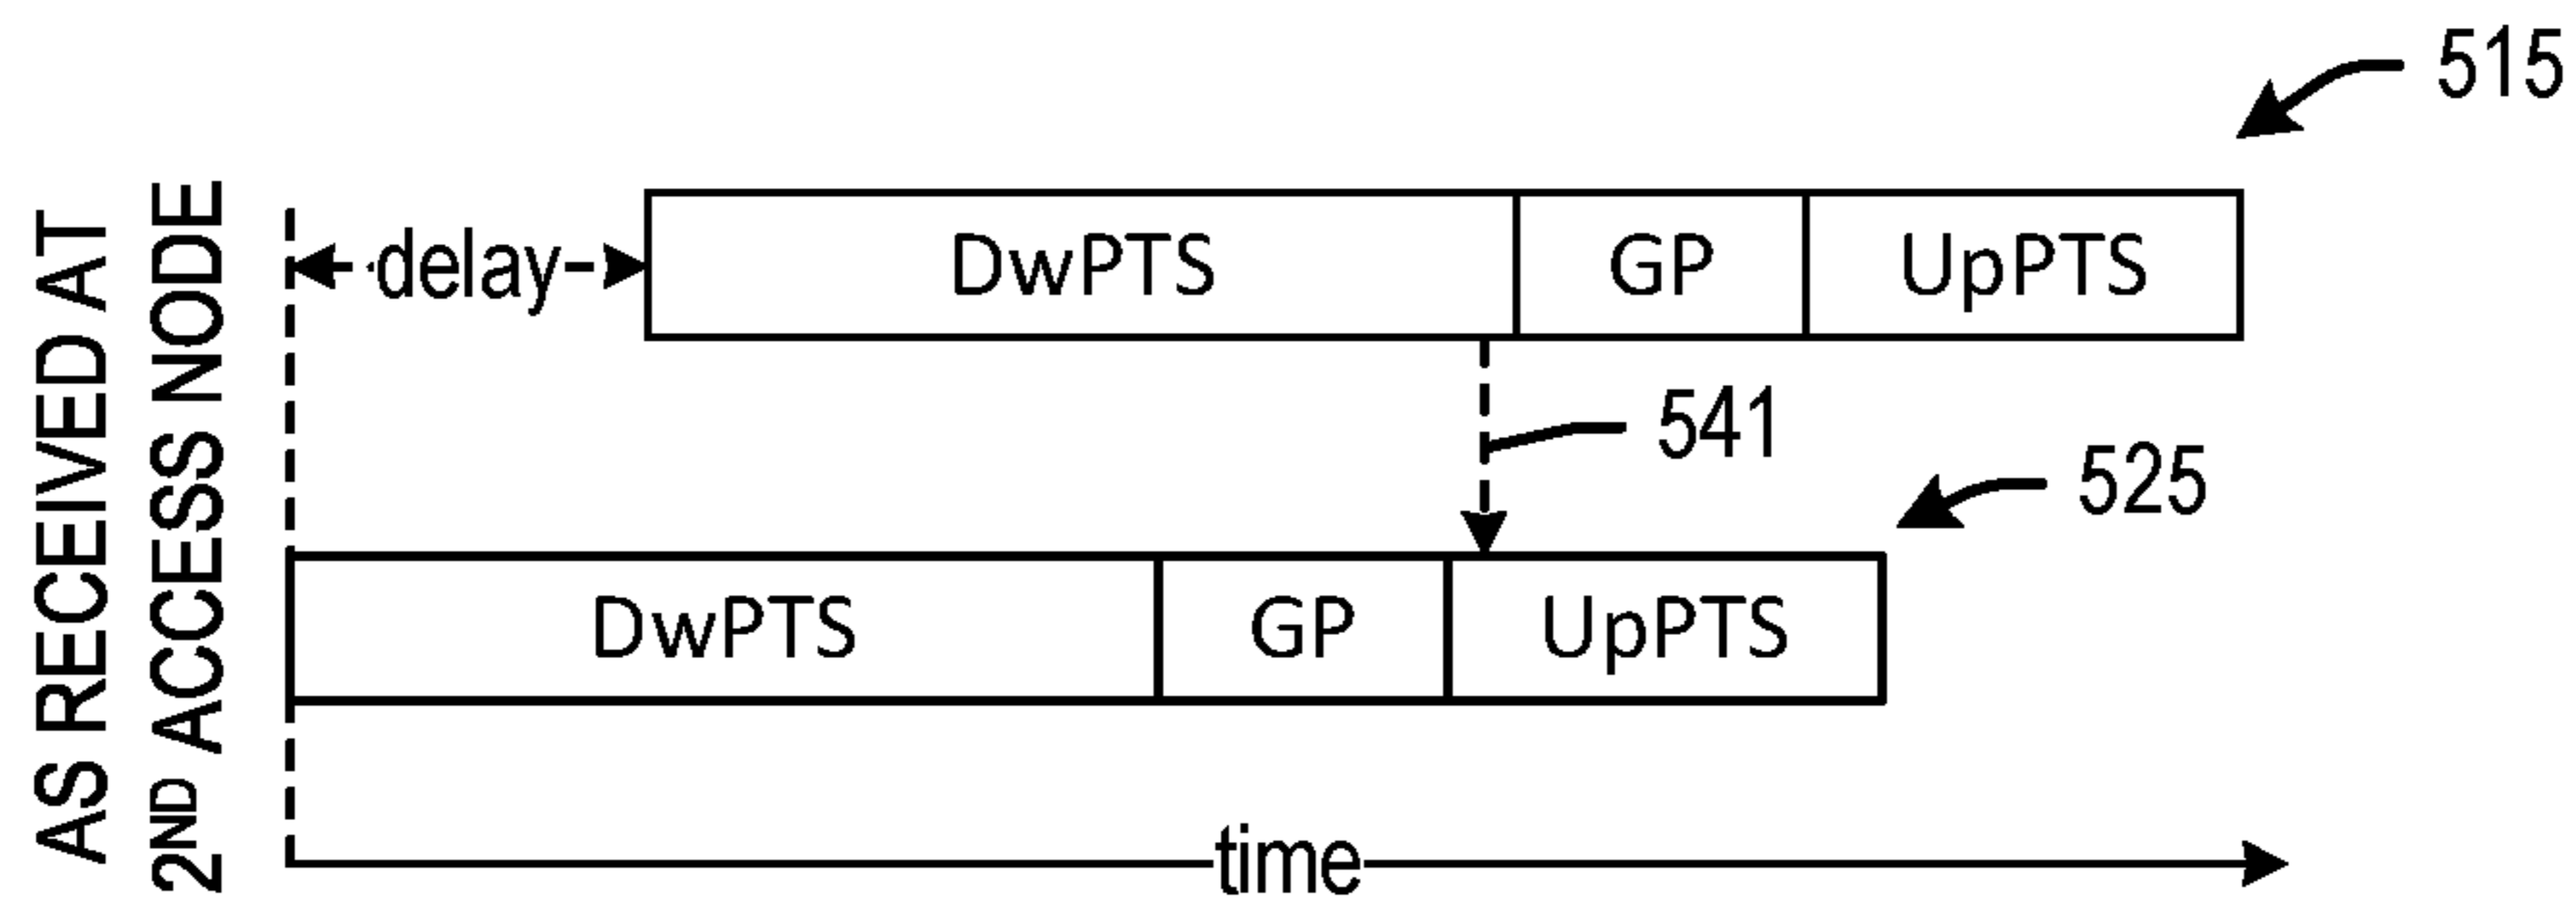 AS RECEIVED AT
2ND ACCESS NODE
515
delay
DwPTS GP UpPTS
541
525
DwPTS GP UpPTS
time